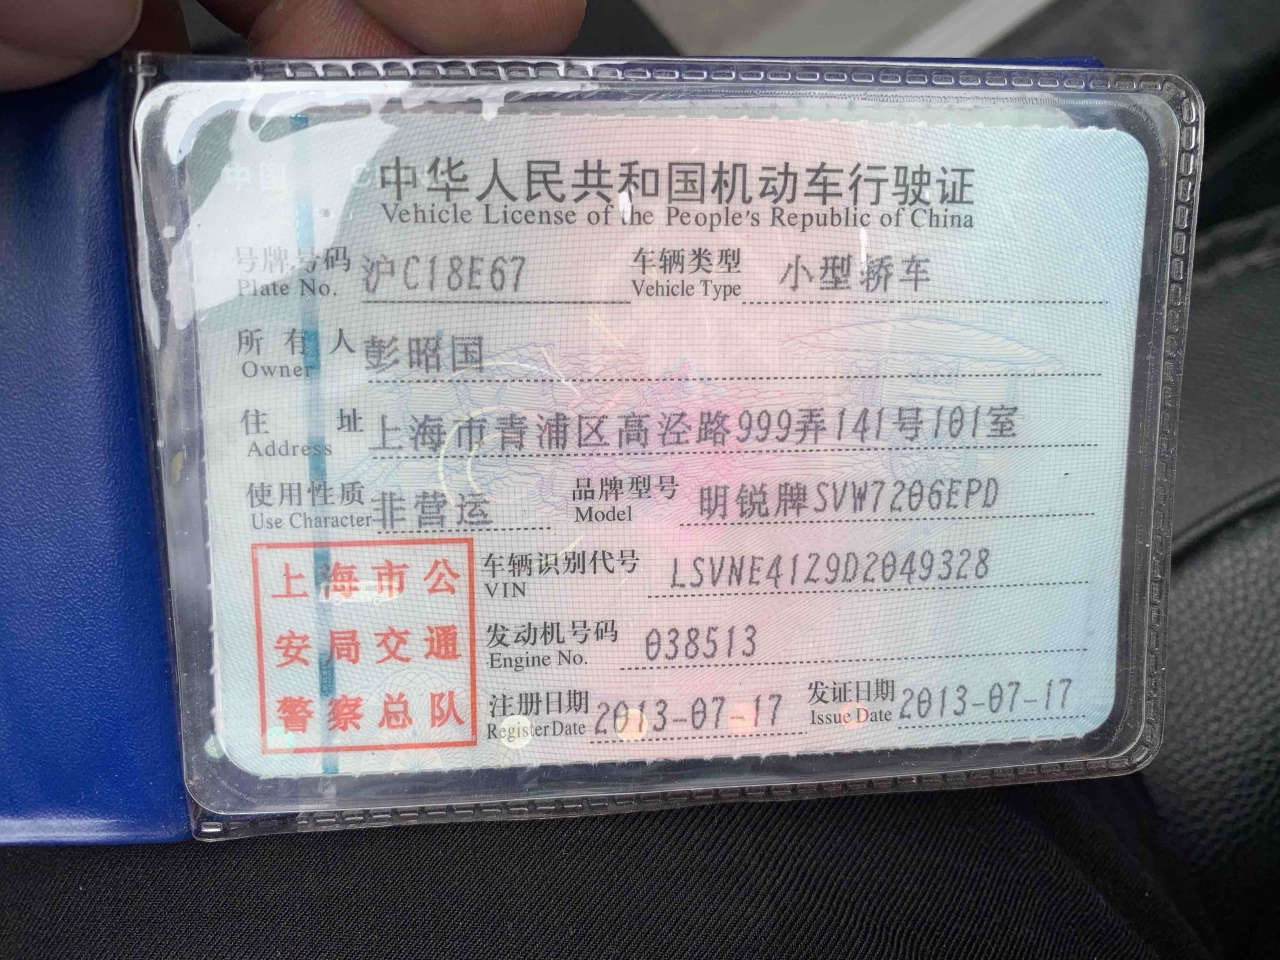 中华人民共和国机动车行驶证
Vehicle License of the People's Republic of China
号牌号码 沪C18E67 车辆类型 小型轿车
Plate No. Vehicle Type
所有人 彭昭国
Owner
住址 上海市青浦区高泾路999弄141号101室
Address
使用性质 非营运 品牌型号 明锐牌SVW7206EPD
Use Character Model
上海市公
安局交通
警察总队
车辆识别代号 LSVNE41Z9D2049328
VIN
发动机号码 038513
Engine No.
注册日期 2013-07-17 发证日期 2013-07-17
Register Date Issue Date